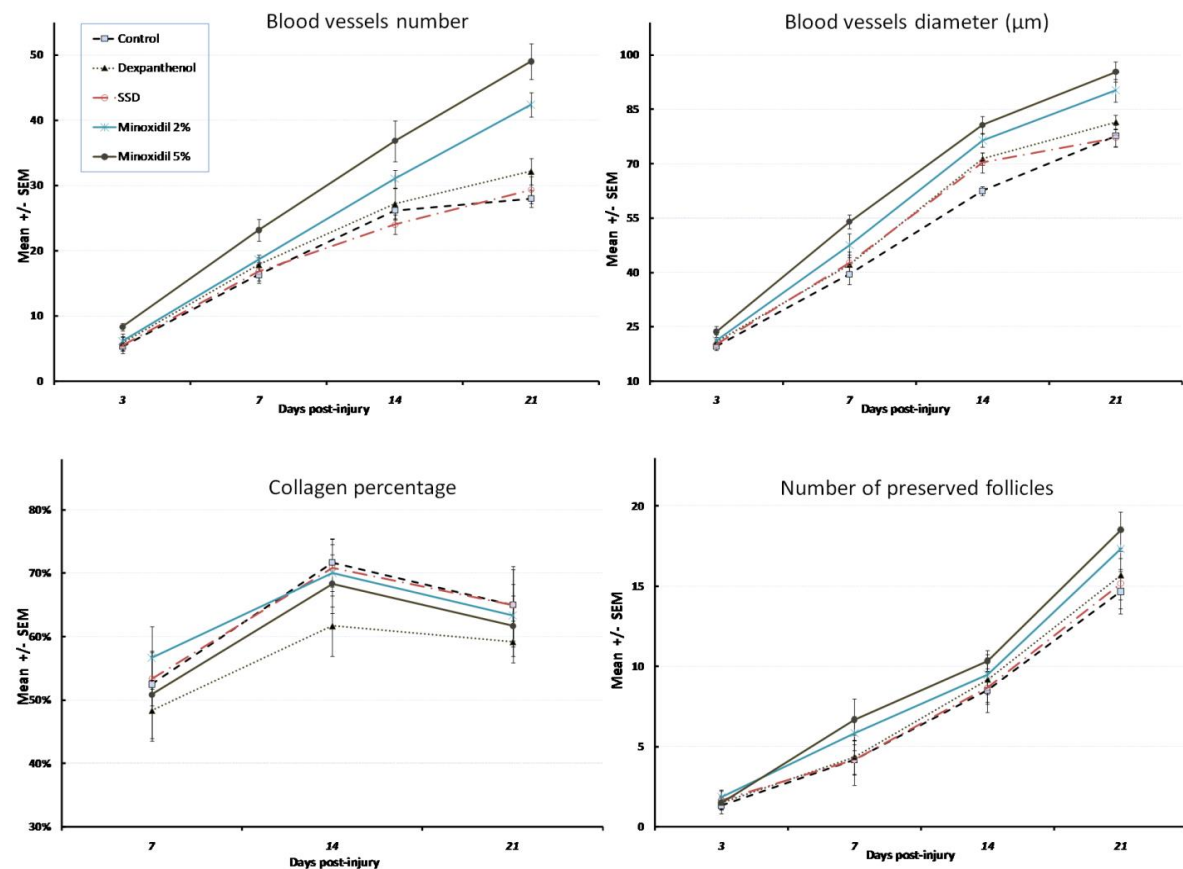 Blood vessels number
Control
Dexpanthenol
SSD
Minoxidil 2%
Minoxidil 5%
Mean +/- SEM
50
40
30
20
10
0
3 7 14 21
Days post-injury
Blood vessels diameter (µm)
Mean +/- SEM
100
85
70
55
40
25
10
3 7 14 21
Days post-injury
Collagen percentage
Mean +/- SEM
80%
70%
60%
50%
40%
30%
7 14 21
Days post-injury
Number of preserved follicles
Mean +/- SEM
20
15
10
5
0
3 7 14 21
Days post-injury